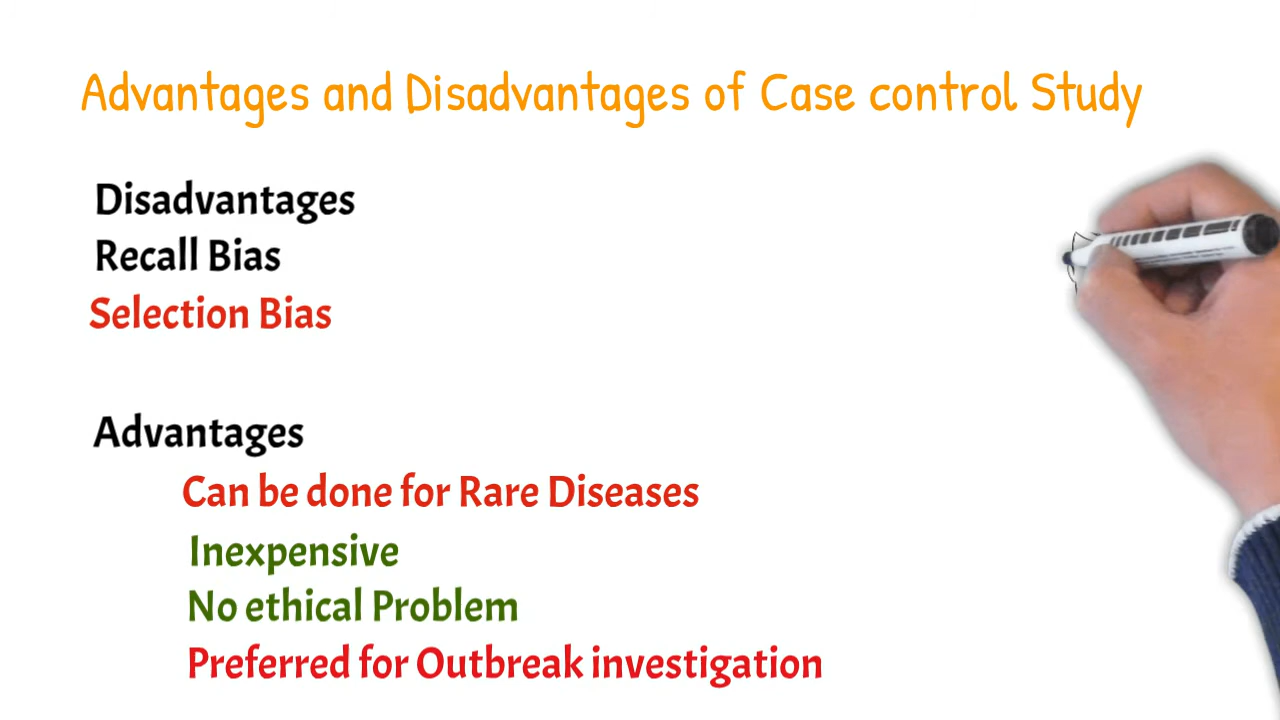 Advantages and Disadvantages of Case control Study
Disadvantages
Recall Bias
Selection Bias
Advantages
Can be done for Rare Diseases
Inexpensive
No ethical Problem
Preferred for Outbreak investigation